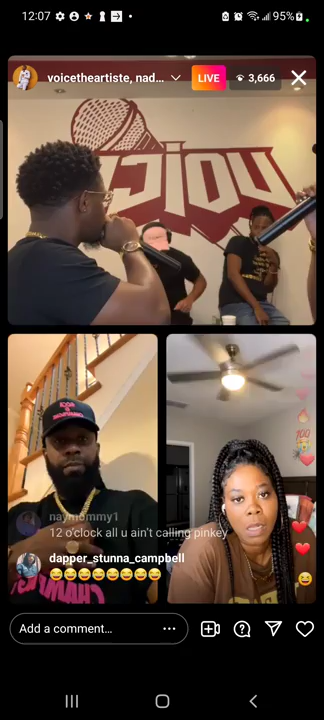 12:07
95%
voicetheartiste, nad...
LIVE
3,666
naymommy1
12 o'clock all u ain't calling pinkey
dapper_stunna_campbell
Add a comment...